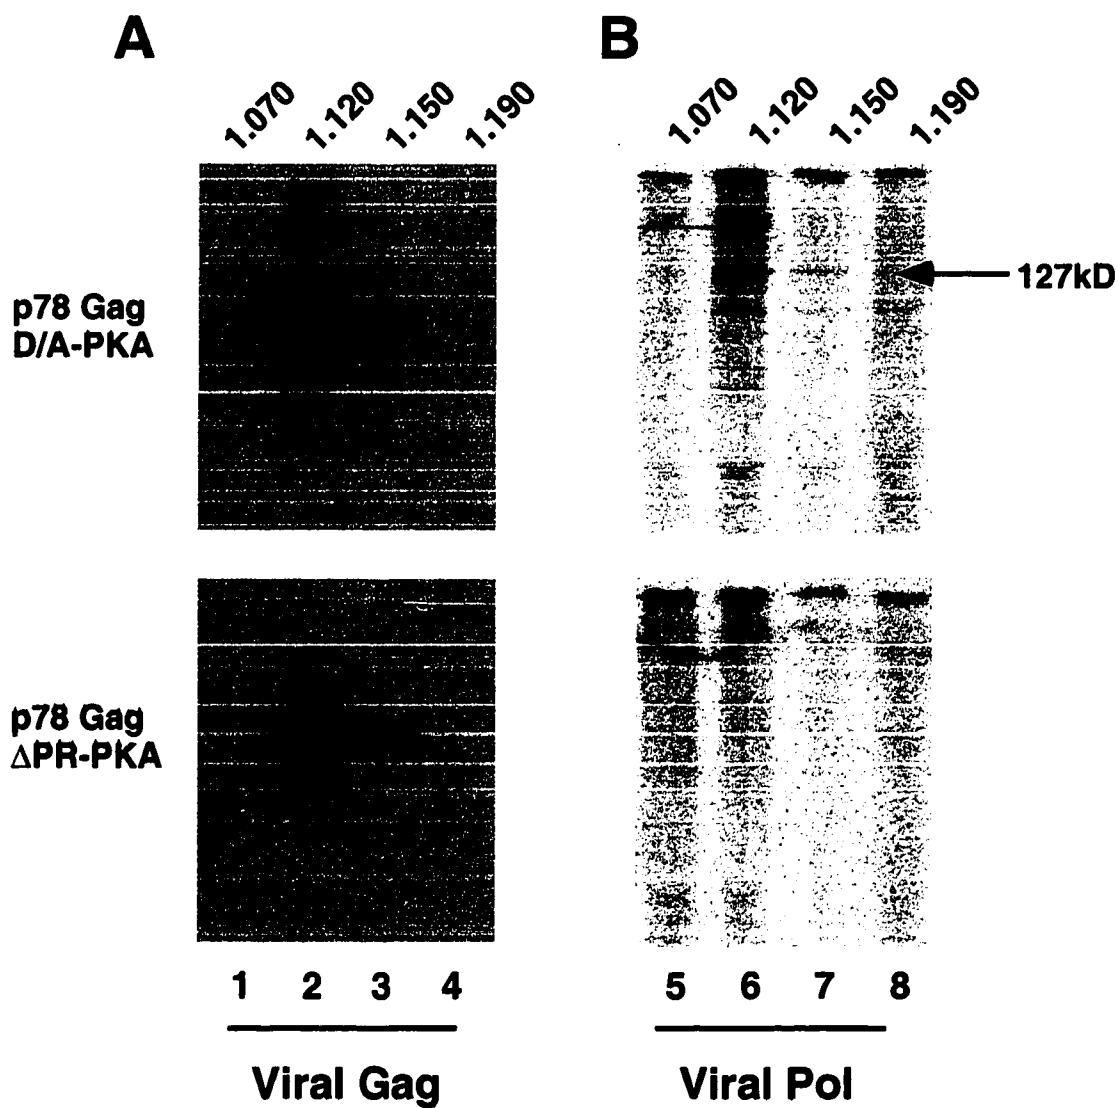 A B
1.070 1.120 1.150 1.190 1.070 1.120 1.150 1.190
127kD
p78 Gag
D/A-PKA
p78 Gag
ΔPR-PKA
1 2 3 4 5 6 7 8
Viral Gag Viral Pol